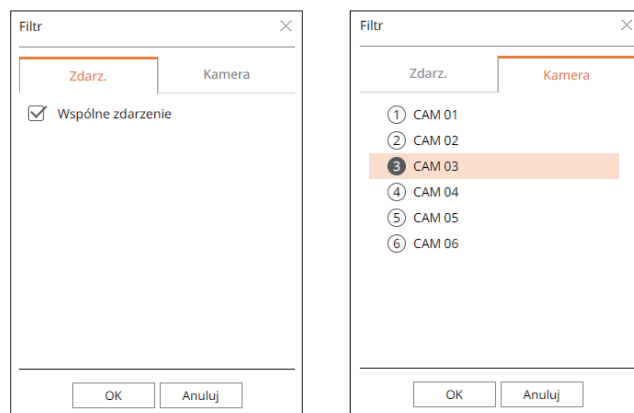 Filtr
Zdarz. Kamera
Wspólne zdarzenie
OK Anuluj
Filtr
Zdarz. Kamera
1 CAM 01
2 CAM 02
3 CAM 03
4 CAM 04
5 CAM 05
6 CAM 06
OK Anuluj